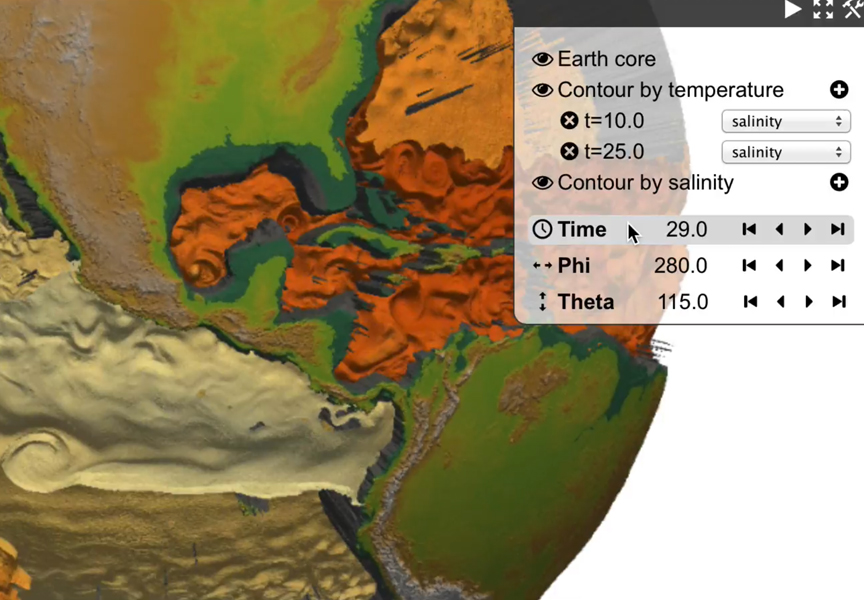 Earth core
Contour by temperature
t=10.0 salinity
t=25.0 salinity
Contour by salinity
Time 29.0
Phi 280.0
Theta 115.0